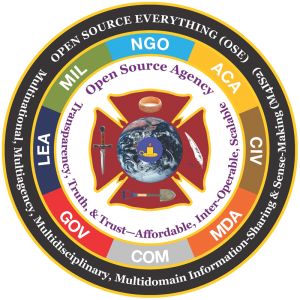 OPEN SOURCE EVERYTHING (OSE)
Multinational, Multiagency, Multidisciplinary, Multidomain Information-Sharing & Sense-Making (M4IS2)
NGO
ACA
CIV
MDA
COM
GOV
LEA
MIL
Open Source Agency
Transparency, Truth, & Trust—Affordable, Inter-Operable, Scalable